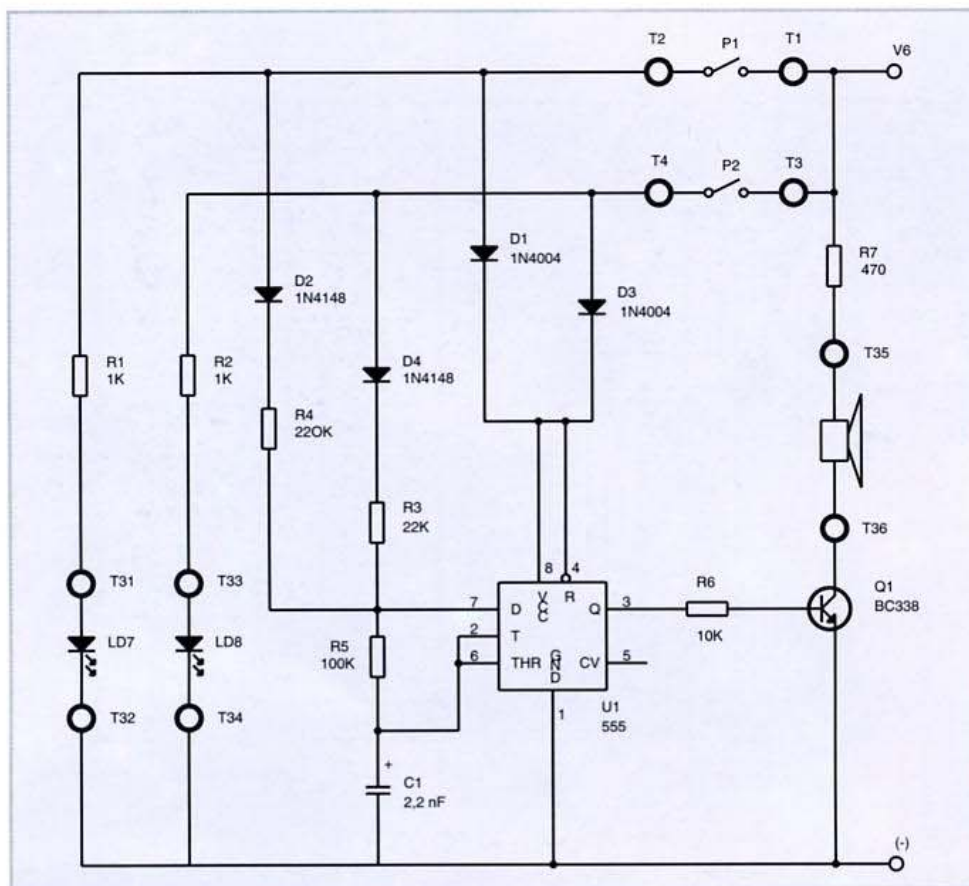 T2
P1
T1
V6
T4
P2
T3
D1
1N4004
R7
470
D2
1N4148
D3
1N4004
T35
R1
1K
R2
1K
D4
1N4148
R4
22OK
R3
22K
T36
8
4
T31
T33
V
C
C
R
R6
Q1
BC338
7
D
Q
3
10K
2
T
LD7
LD8
R5
100K
6
THR
G
N
D
CV
5
T32
T34
1
U1
555
+
C1
2,2 nF
(-)